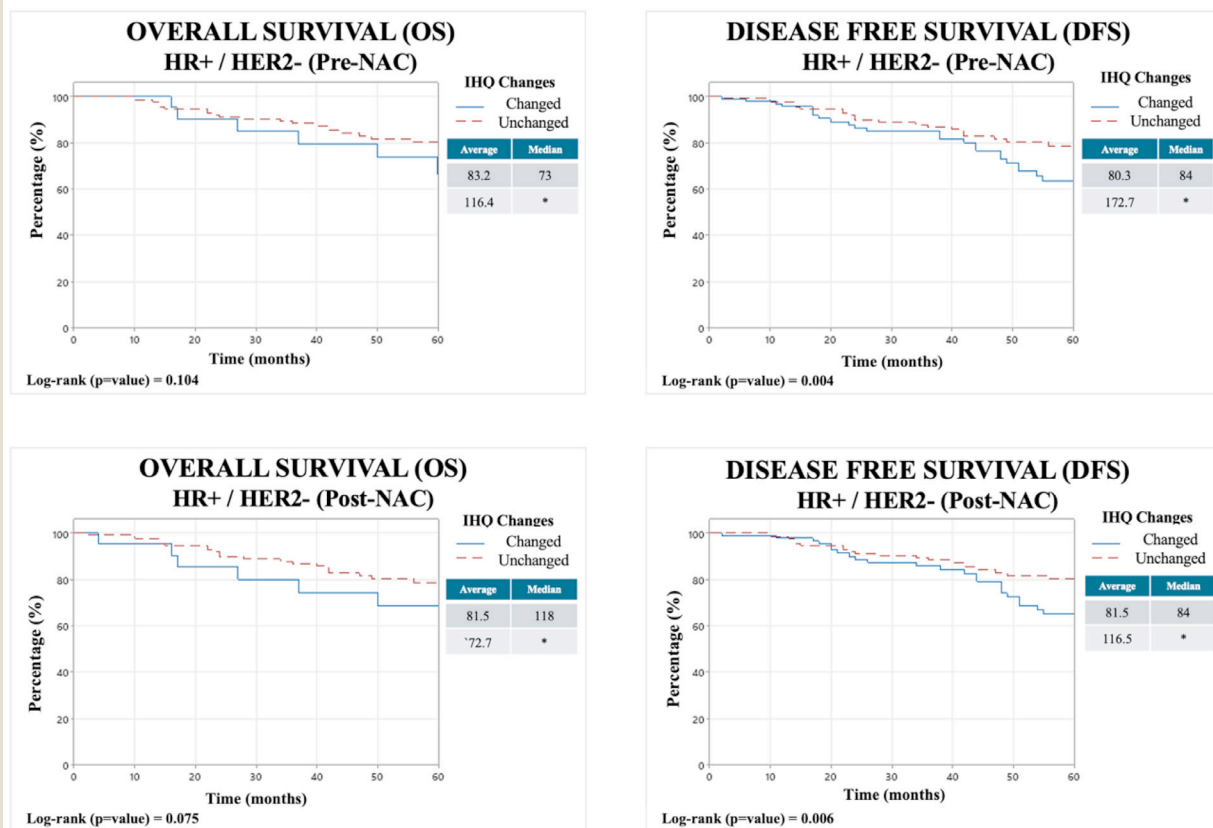 OVERALL SURVIVAL (OS)
HR+ / HER2- (Pre-NAC)
IHQ Changes
Changed
Unchanged
Average Median
83.2 73
116.4 *
Percentage (%)
100
80
60
40
20
0
0 10 20 30 40 50 60
Time (months)
Log-rank (p=value) = 0.104
DISEASE FREE SURVIVAL (DFS)
HR+ / HER2- (Pre-NAC)
IHQ Changes
Changed
Unchanged
Average Median
80.3 84
172.7 *
Percentage (%)
100
80
60
40
20
0
0 10 20 30 40 50 60
Time (months)
Log-rank (p=value) = 0.004
OVERALL SURVIVAL (OS)
HR+ / HER2- (Post-NAC)
IHQ Changes
Changed
Unchanged
Average Median
81.5 118
`72.7 *
Percentage (%)
100
80
60
40
20
0
0 10 20 30 40 50 60
Time (months)
Log-rank (p=value) = 0.075
DISEASE FREE SURVIVAL (DFS)
HR+ / HER2- (Post-NAC)
IHQ Changes
Changed
Unchanged
Average Median
81.5 84
116.5 *
Percentage (%)
100
80
60
40
20
0
0 10 20 30 40 50 60
Time (months)
Log-rank (p=value) = 0.006